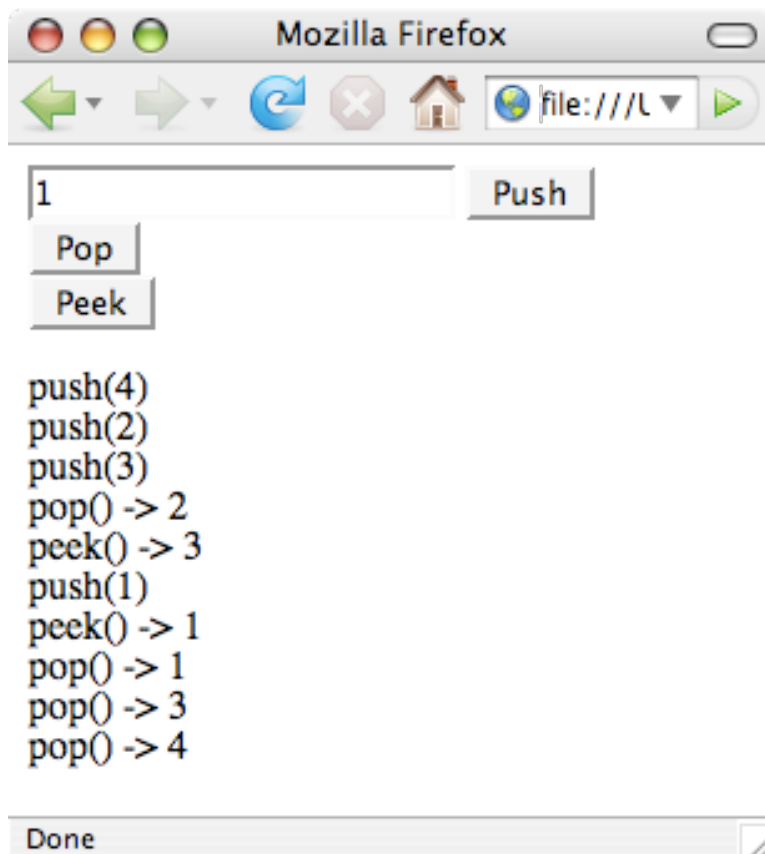 Mozilla Firefox
file:///U
1 Push
Pop
Peek
push(4)
push(2)
push(3)
pop() -> 2
peek() -> 3
push(1)
peek() -> 1
pop() -> 1
pop() -> 3
pop() -> 4
Done